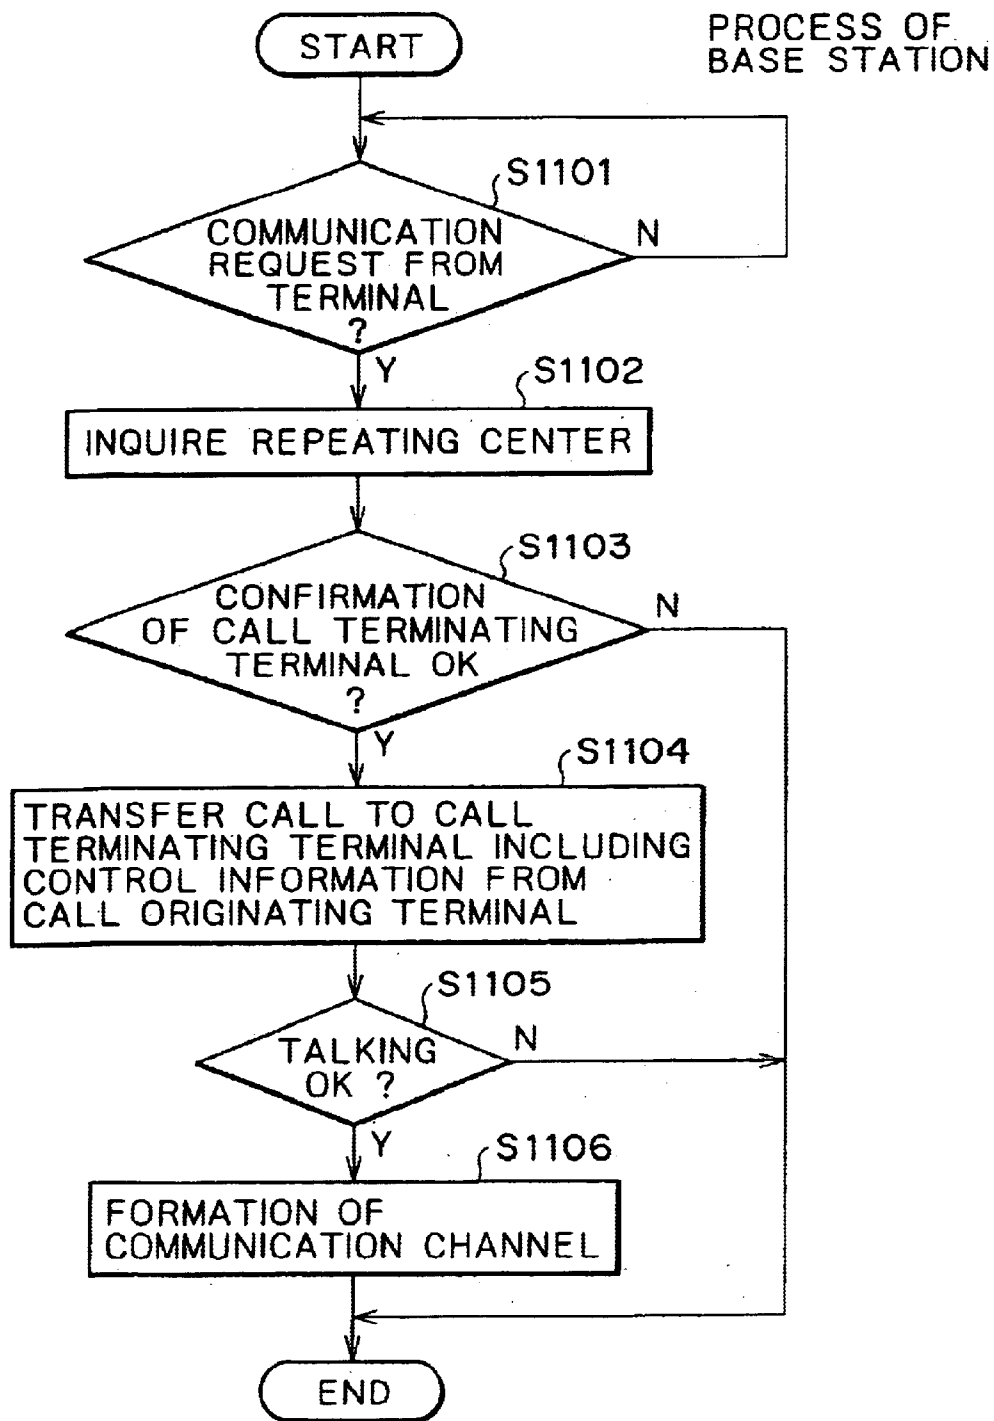 PROCESS OF
BASE STATION
START
S1101
COMMUNICATION
REQUEST FROM
TERMINAL
?
N
Y
S1102
INQUIRE REPEATING CENTER
S1103
CONFIRMATION
OF CALL TERMINATING
TERMINAL OK
?
N
Y
S1104
TRANSFER CALL TO CALL
TERMINATING TERMINAL INCLUDING
CONTROL INFORMATION FROM
CALL ORIGINATING TERMINAL
S1105
TALKING
OK ?
N
Y
S1106
FORMATION OF
COMMUNICATION CHANNEL
END